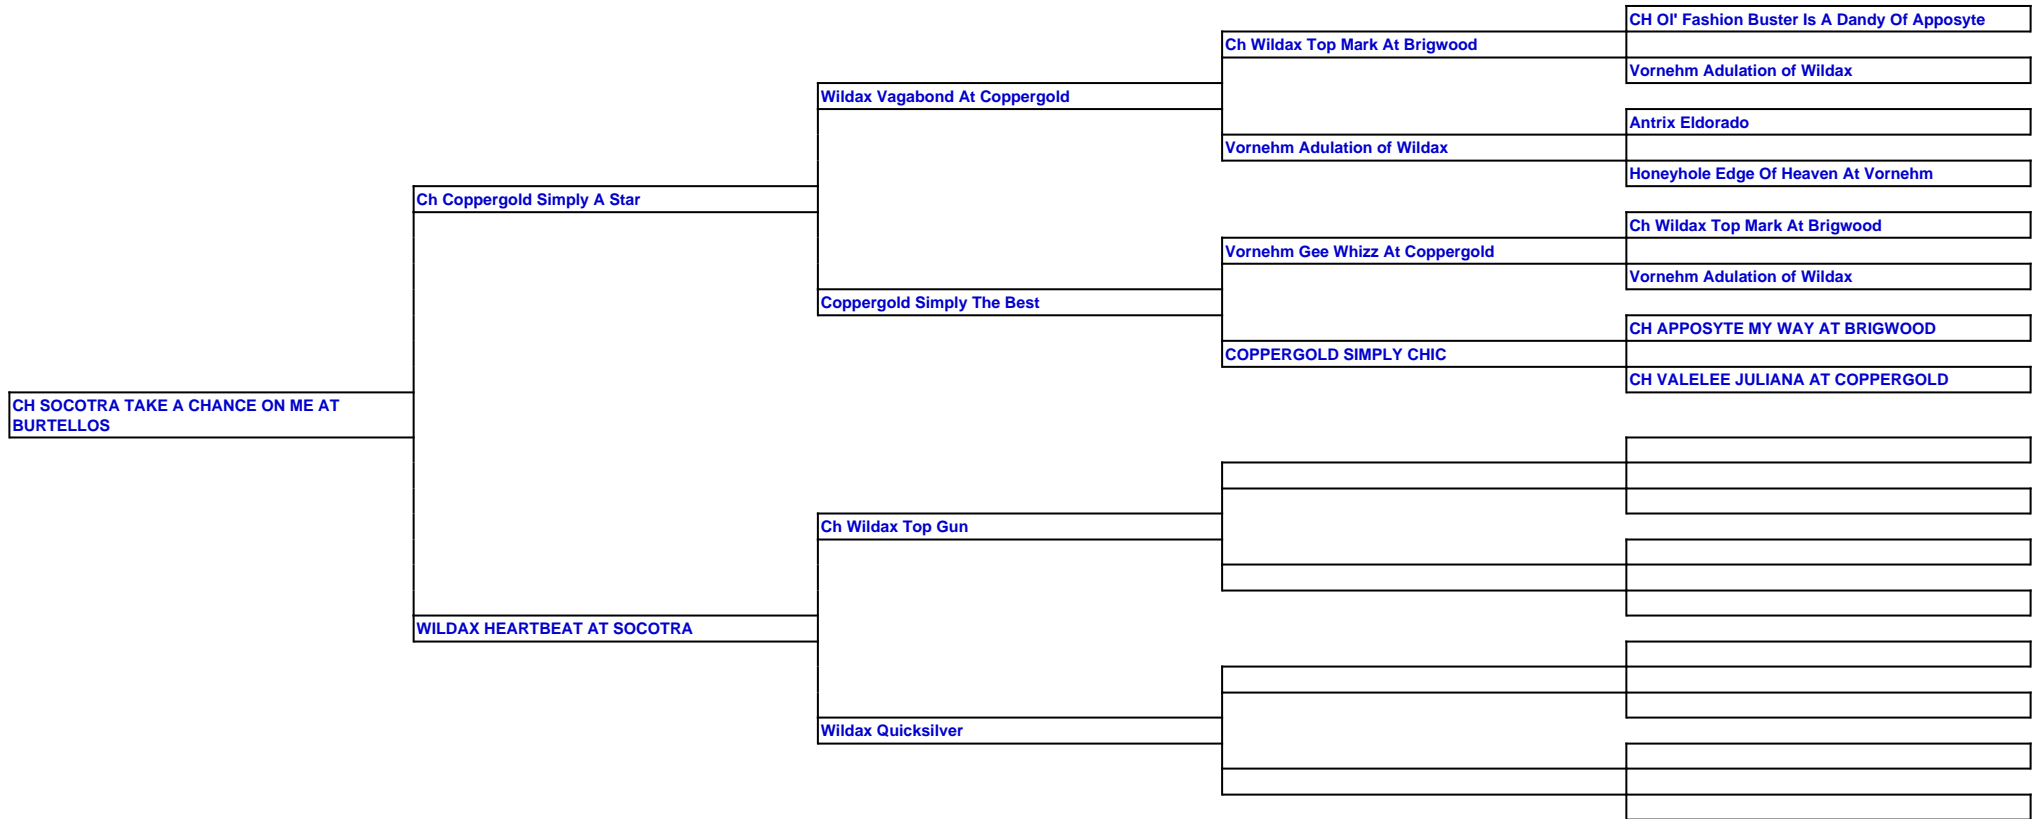 CH Ol' Fashion Buster Is A Dandy Of Apposyte
Ch Wildax Top Mark At Brigwood
Vornehm Adulation of Wildax
Wildax Vagabond At Coppergold
Antrix Eldorado
Vornehm Adulation of Wildax
Honeyhole Edge Of Heaven At Vornehm
Ch Coppergold Simply A Star
Ch Wildax Top Mark At Brigwood
Vornehm Gee Whizz At Coppergold
Vornehm Adulation of Wildax
Coppergold Simply The Best
CH APPOSYTE MY WAY AT BRIGWOOD
COPPERGOLD SIMPLY CHIC
CH VALELEE JULIANA AT COPPERGOLD
CH SOCOTRA TAKE A CHANCE ON ME AT
BURTELLOS
Ch Wildax Top Gun
WILDAX HEARTBEAT AT SOCOTRA
Wildax Quicksilver